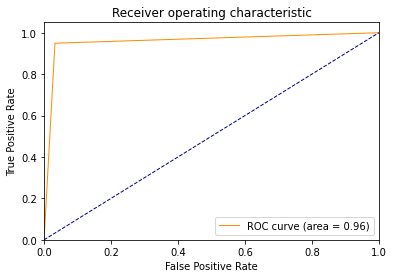 Receiver operating characteristic
True Positive Rate
1.0
0.8
0.6
0.4
0.2
0.0
ROC curve (area = 0.96)
0.0 0.2 0.4 0.6 0.8 1.0
False Positive Rate